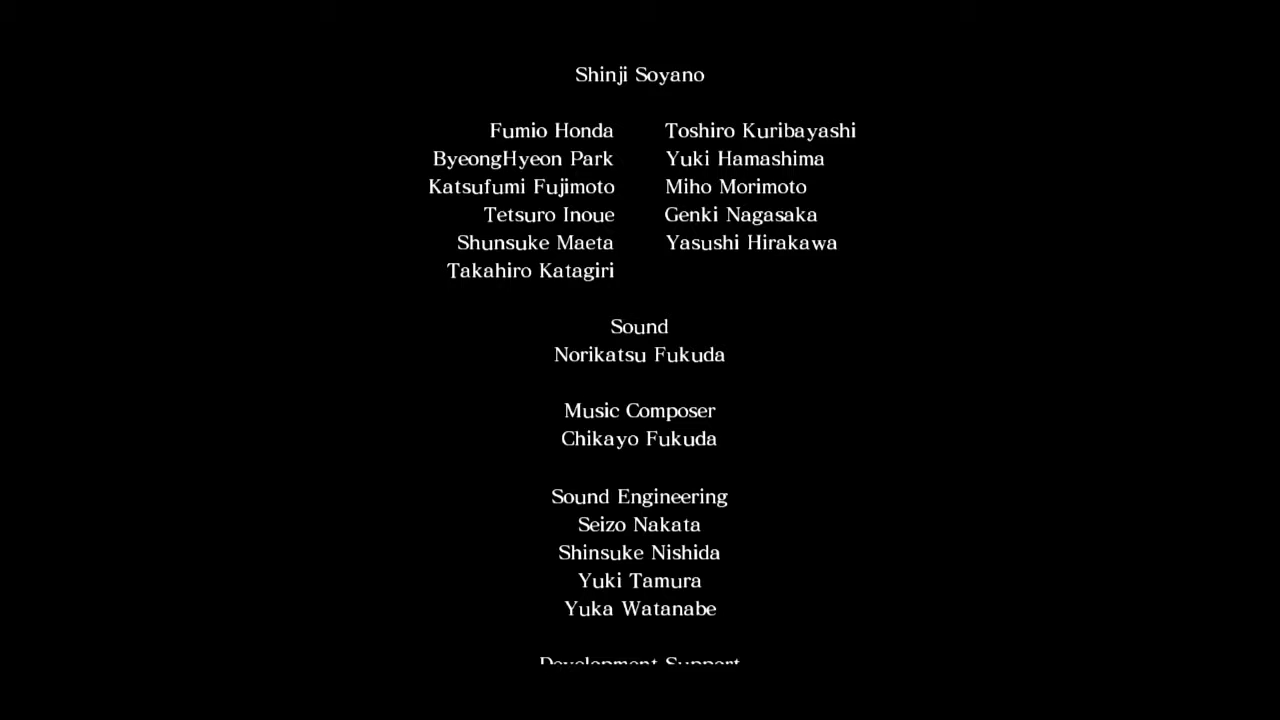 Shinji Soyano
Fumio Honda Toshiro Kuribayashi
ByeongHyeon Park Yuki Hamashima
Katsufumi Fujimoto Miho Morimoto
Tetsuro Inoue Genki Nagasaka
Shunsuke Maeta Yasushi Hirakawa
Takahiro Katagiri
Sound
Norikatsu Fukuda
Music Composer
Chikayo Fukuda
Sound Engineering
Seizo Nakata
Shinsuke Nishida
Yuki Tamura
Yuka Watanabe
Development Support